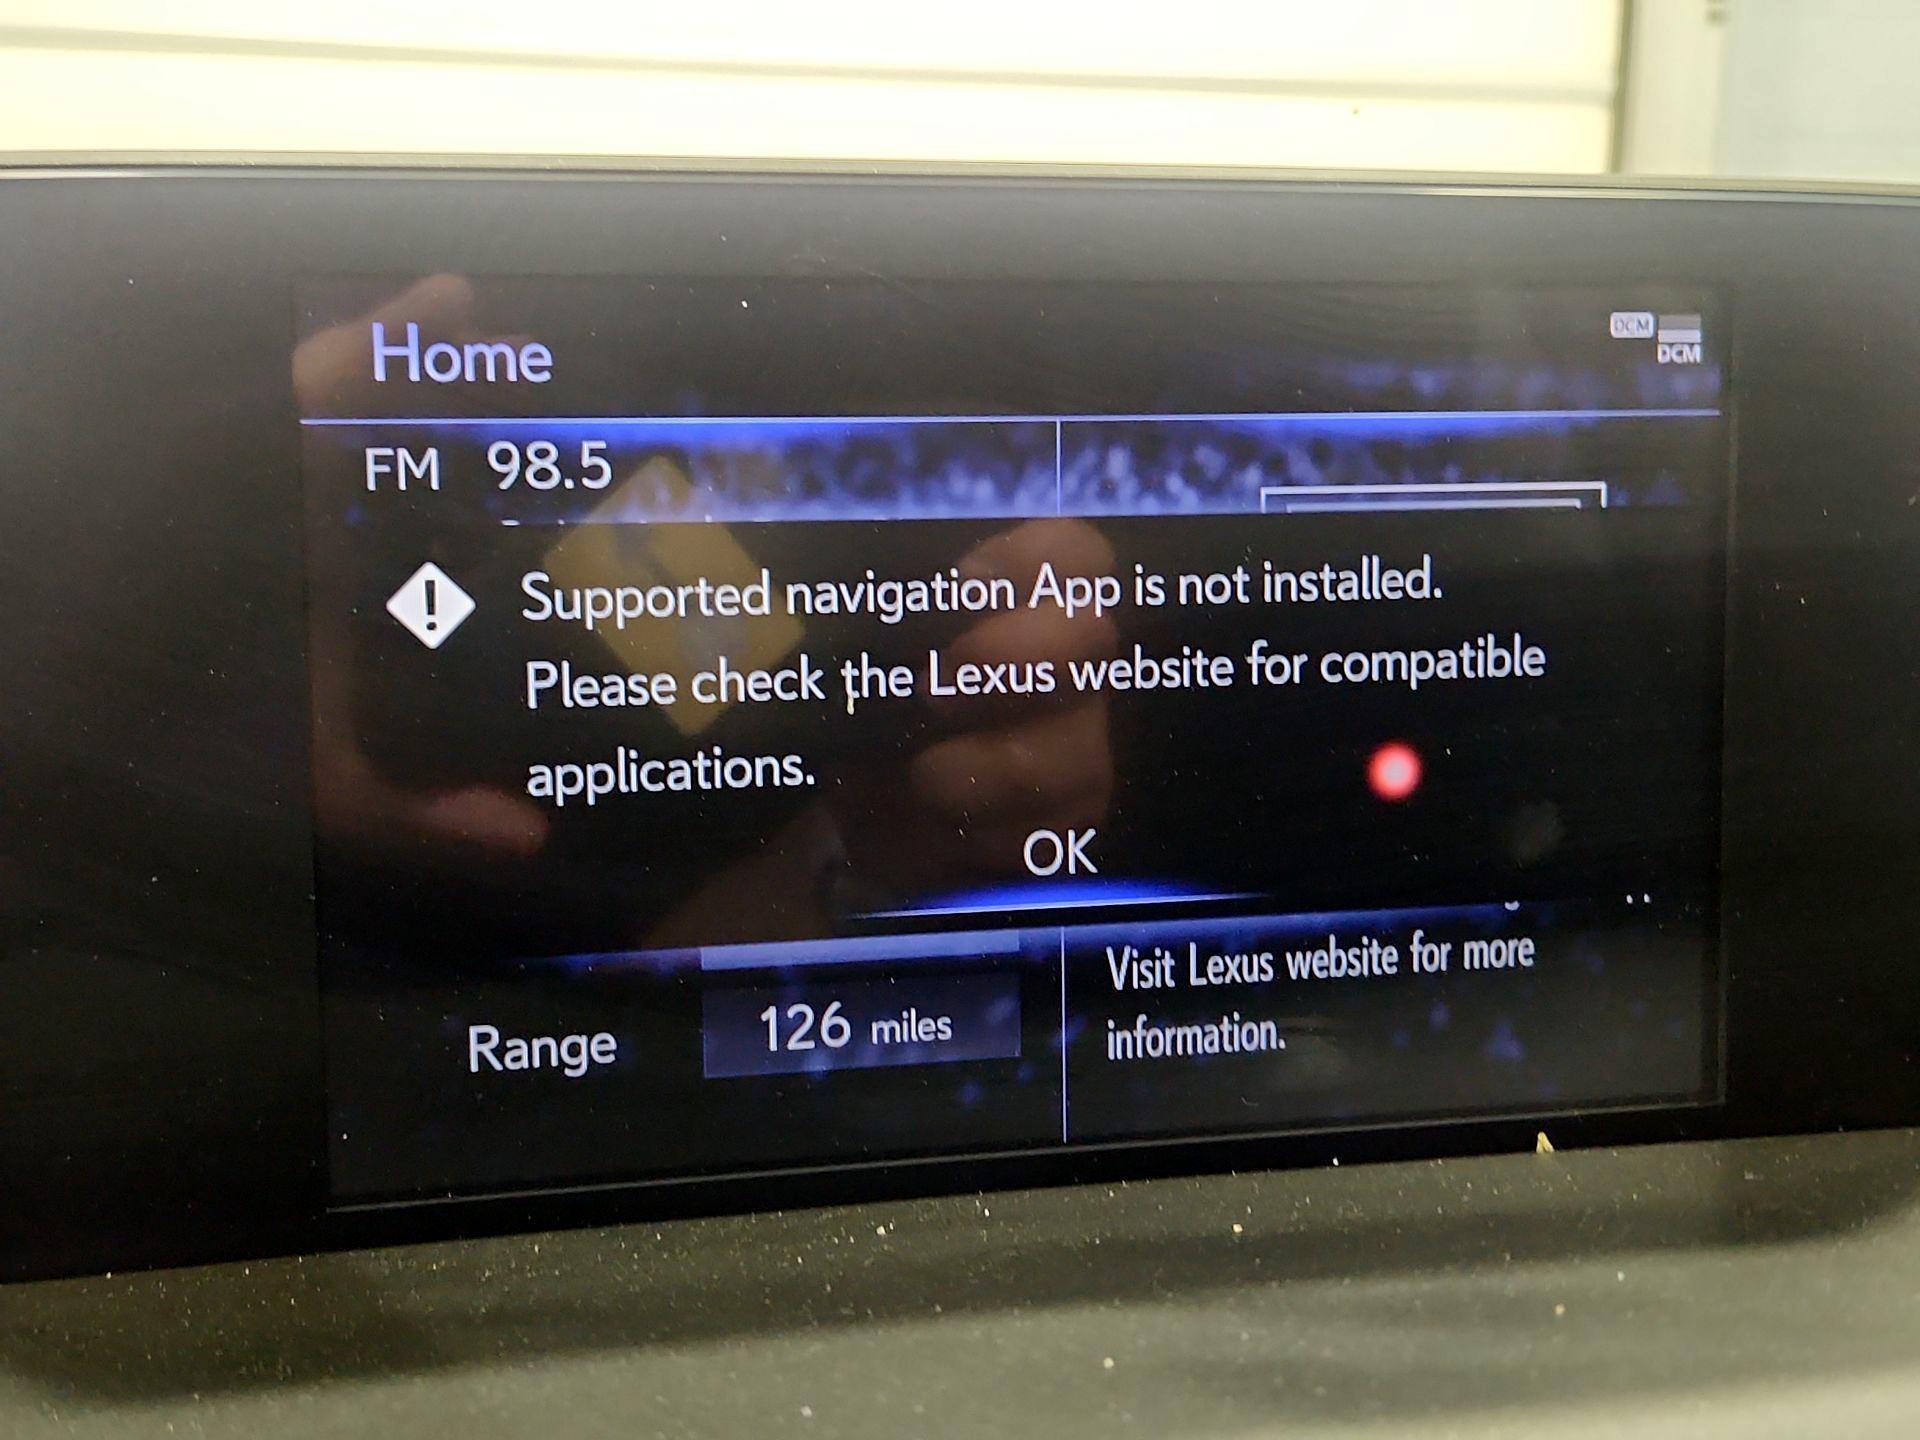 Home
DCM
DCM
FM 98.5
Supported navigation App is not installed.
Please check the Lexus website for compatible
applications.
OK
Range 126 miles
Visit Lexus website for more
information.